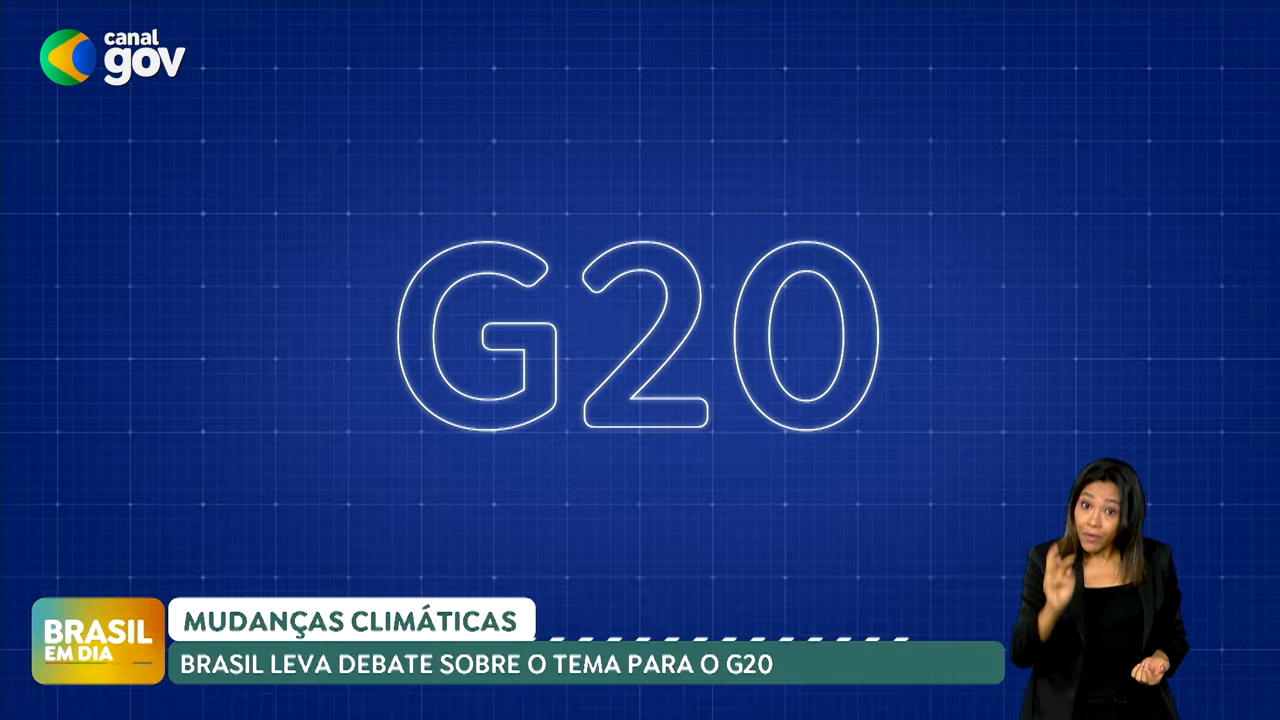 canal
gov
G20
BRASIL
EM DIA
MUDANÇAS CLIMÁTICAS
BRASIL LEVA DEBATE SOBRE O TEMA PARA O G20